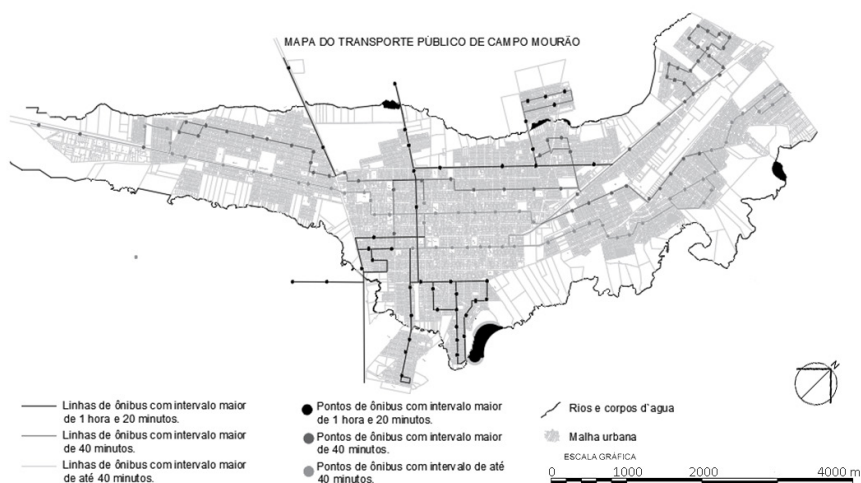 MAPA DO TRANSPORTE PÚBLICO DE CAMPO MOURÃO
N
Linhas de ônibus com intervalo maior
de 1 hora e 20 minutos.
Linhas de ônibus com intervalo maior
de 40 minutos.
Linhas de ônibus com intervalo maior
de até 40 minutos.
Pontos de ônibus com intervalo maior
de 1 hora e 20 minutos.
Pontos de ônibus com intervalo maior
de 40 minutos.
Pontos de ônibus com intervalo de até
40 minutos.
Rios e corpos d`agua
Malha urbana
ESCALA GRÁFICA
0 1000 2000 4000 m